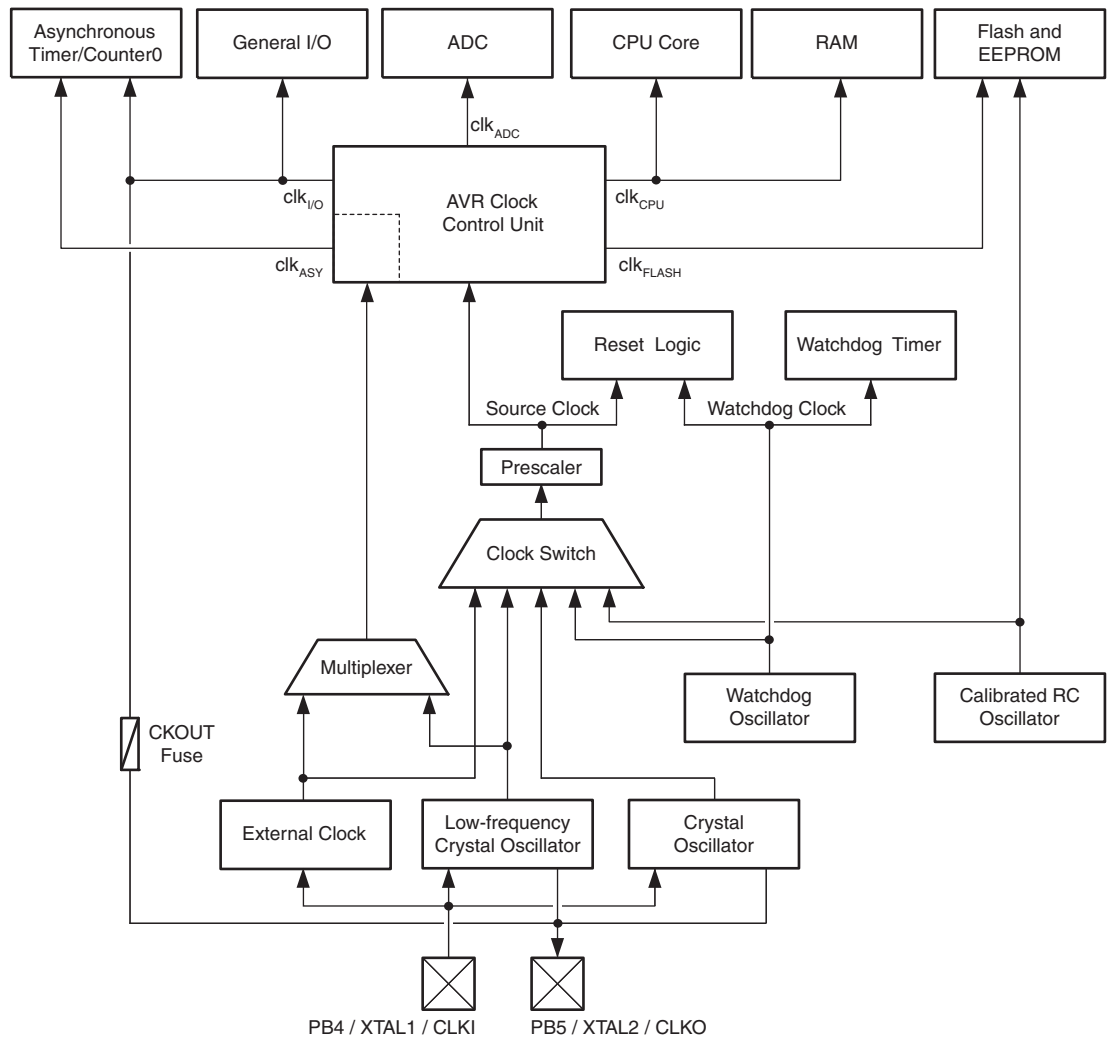 Asynchronous
Timer/Counter0
General I/O
ADC
CPU Core
RAM
Flash and
EEPROM
clkADC
clkI/O
AVR Clock
Control Unit
clkCPU
clkASY
clkFLASH
Reset Logic
Watchdog Timer
Source Clock
Watchdog Clock
Prescaler
Clock Switch
Multiplexer
Watchdog
Oscillator
Calibrated RC
Oscillator
CKOUT
Fuse
External Clock
Low-frequency
Crystal Oscillator
Crystal
Oscillator
PB4 / XTAL1 / CLKI
PB5 / XTAL2 / CLKO